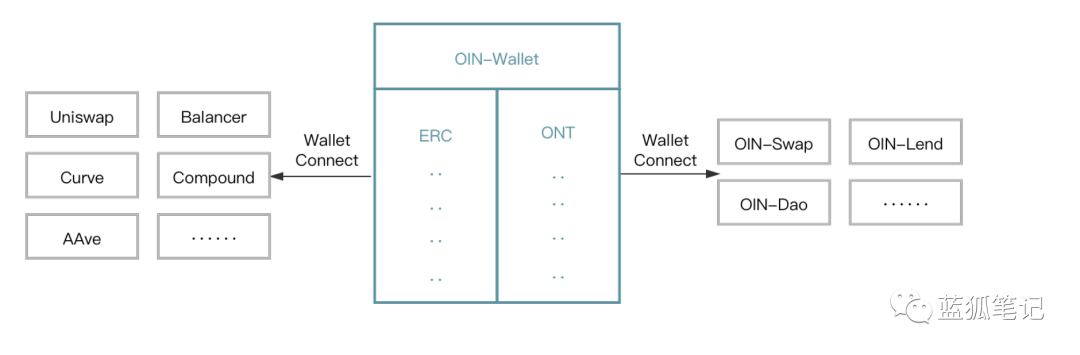 OIN-Wallet
Uniswap
Balancer
Curve
Compound
AAve
······
Wallet
Connect
ERC
··
··
··
··
ONT
··
··
··
··
Wallet
Connect
OIN-Swap
OIN-Lend
OIN-Dao
······
蓝狐笔记